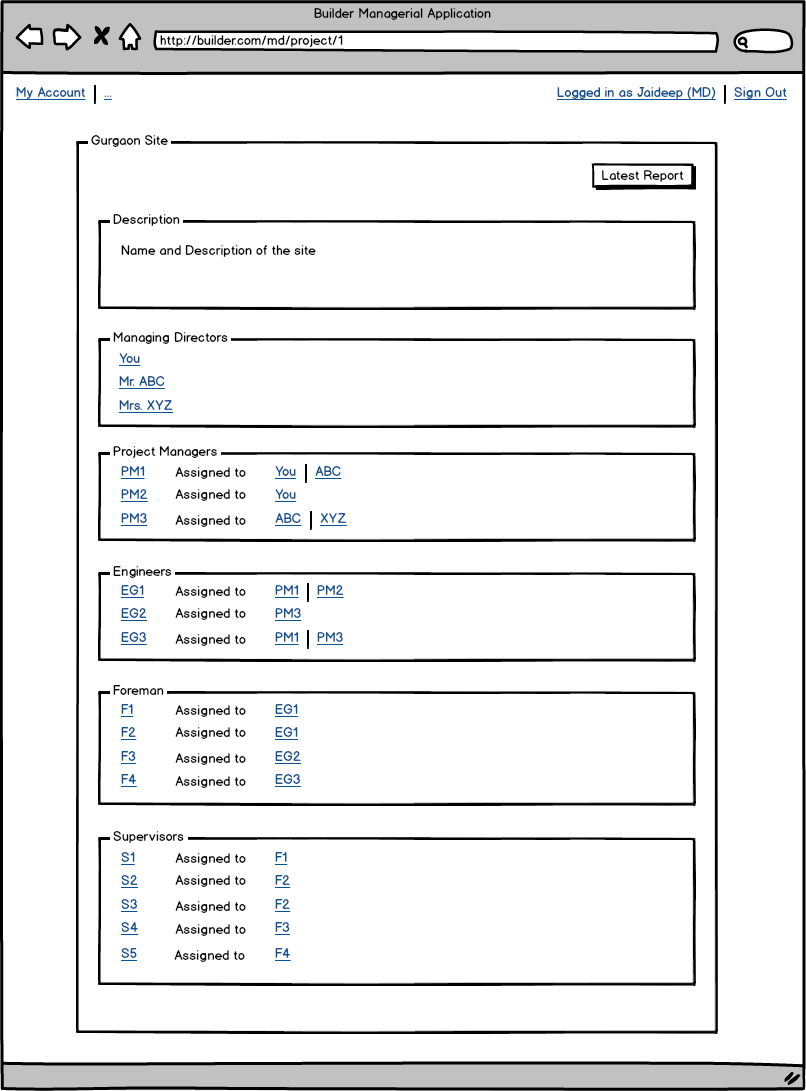 Builder Managerial Application
http://builder.com/md/project/1
My Account | ... Logged in as Jaideep (MD) | Sign Out
Gurgaon Site
Latest Report
Description
Name and Description of the site
Managing Directors
You
Mr. ABC
Mrs. XYZ
Project Managers
PM1 Assigned to You | ABC
PM2 Assigned to You
PM3 Assigned to ABC | XYZ
Engineers
EG1 Assigned to PM1 | PM2
EG2 Assigned to PM3
EG3 Assigned to PM1 | PM3
Foreman
F1 Assigned to EG1
F2 Assigned to EG1
F3 Assigned to EG2
F4 Assigned to EG3
Supervisors
S1 Assigned to F1
S2 Assigned to F2
S3 Assigned to F2
S4 Assigned to F3
S5 Assigned to F4